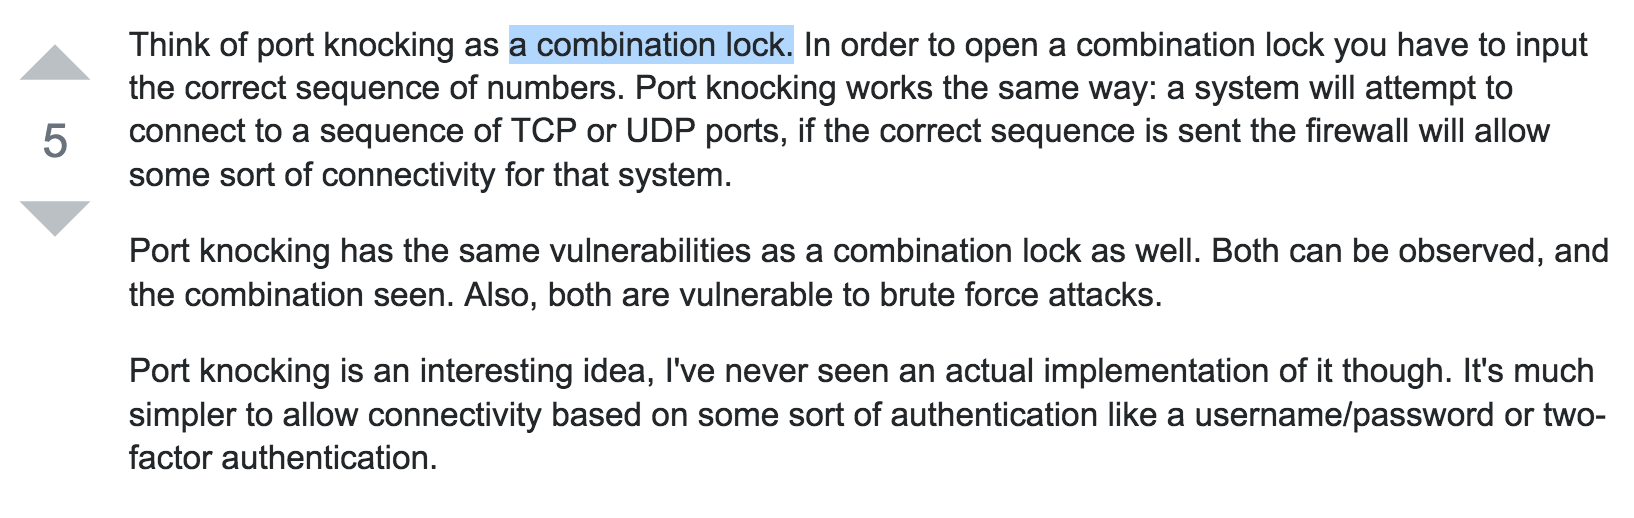 Think of port knocking as a combination lock. In order to open a combination lock you have to input
the correct sequence of numbers. Port knocking works the same way: a system will attempt to
connect to a sequence of TCP or UDP ports, if the correct sequence is sent the firewall will allow
some sort of connectivity for that system.
5
Port knocking has the same vulnerabilities as a combination lock as well. Both can be observed, and
the combination seen. Also, both are vulnerable to brute force attacks.
Port knocking is an interesting idea, I've never seen an actual implementation of it though. It's much
simpler to allow connectivity based on some sort of authentication like a username/password or two-
factor authentication.